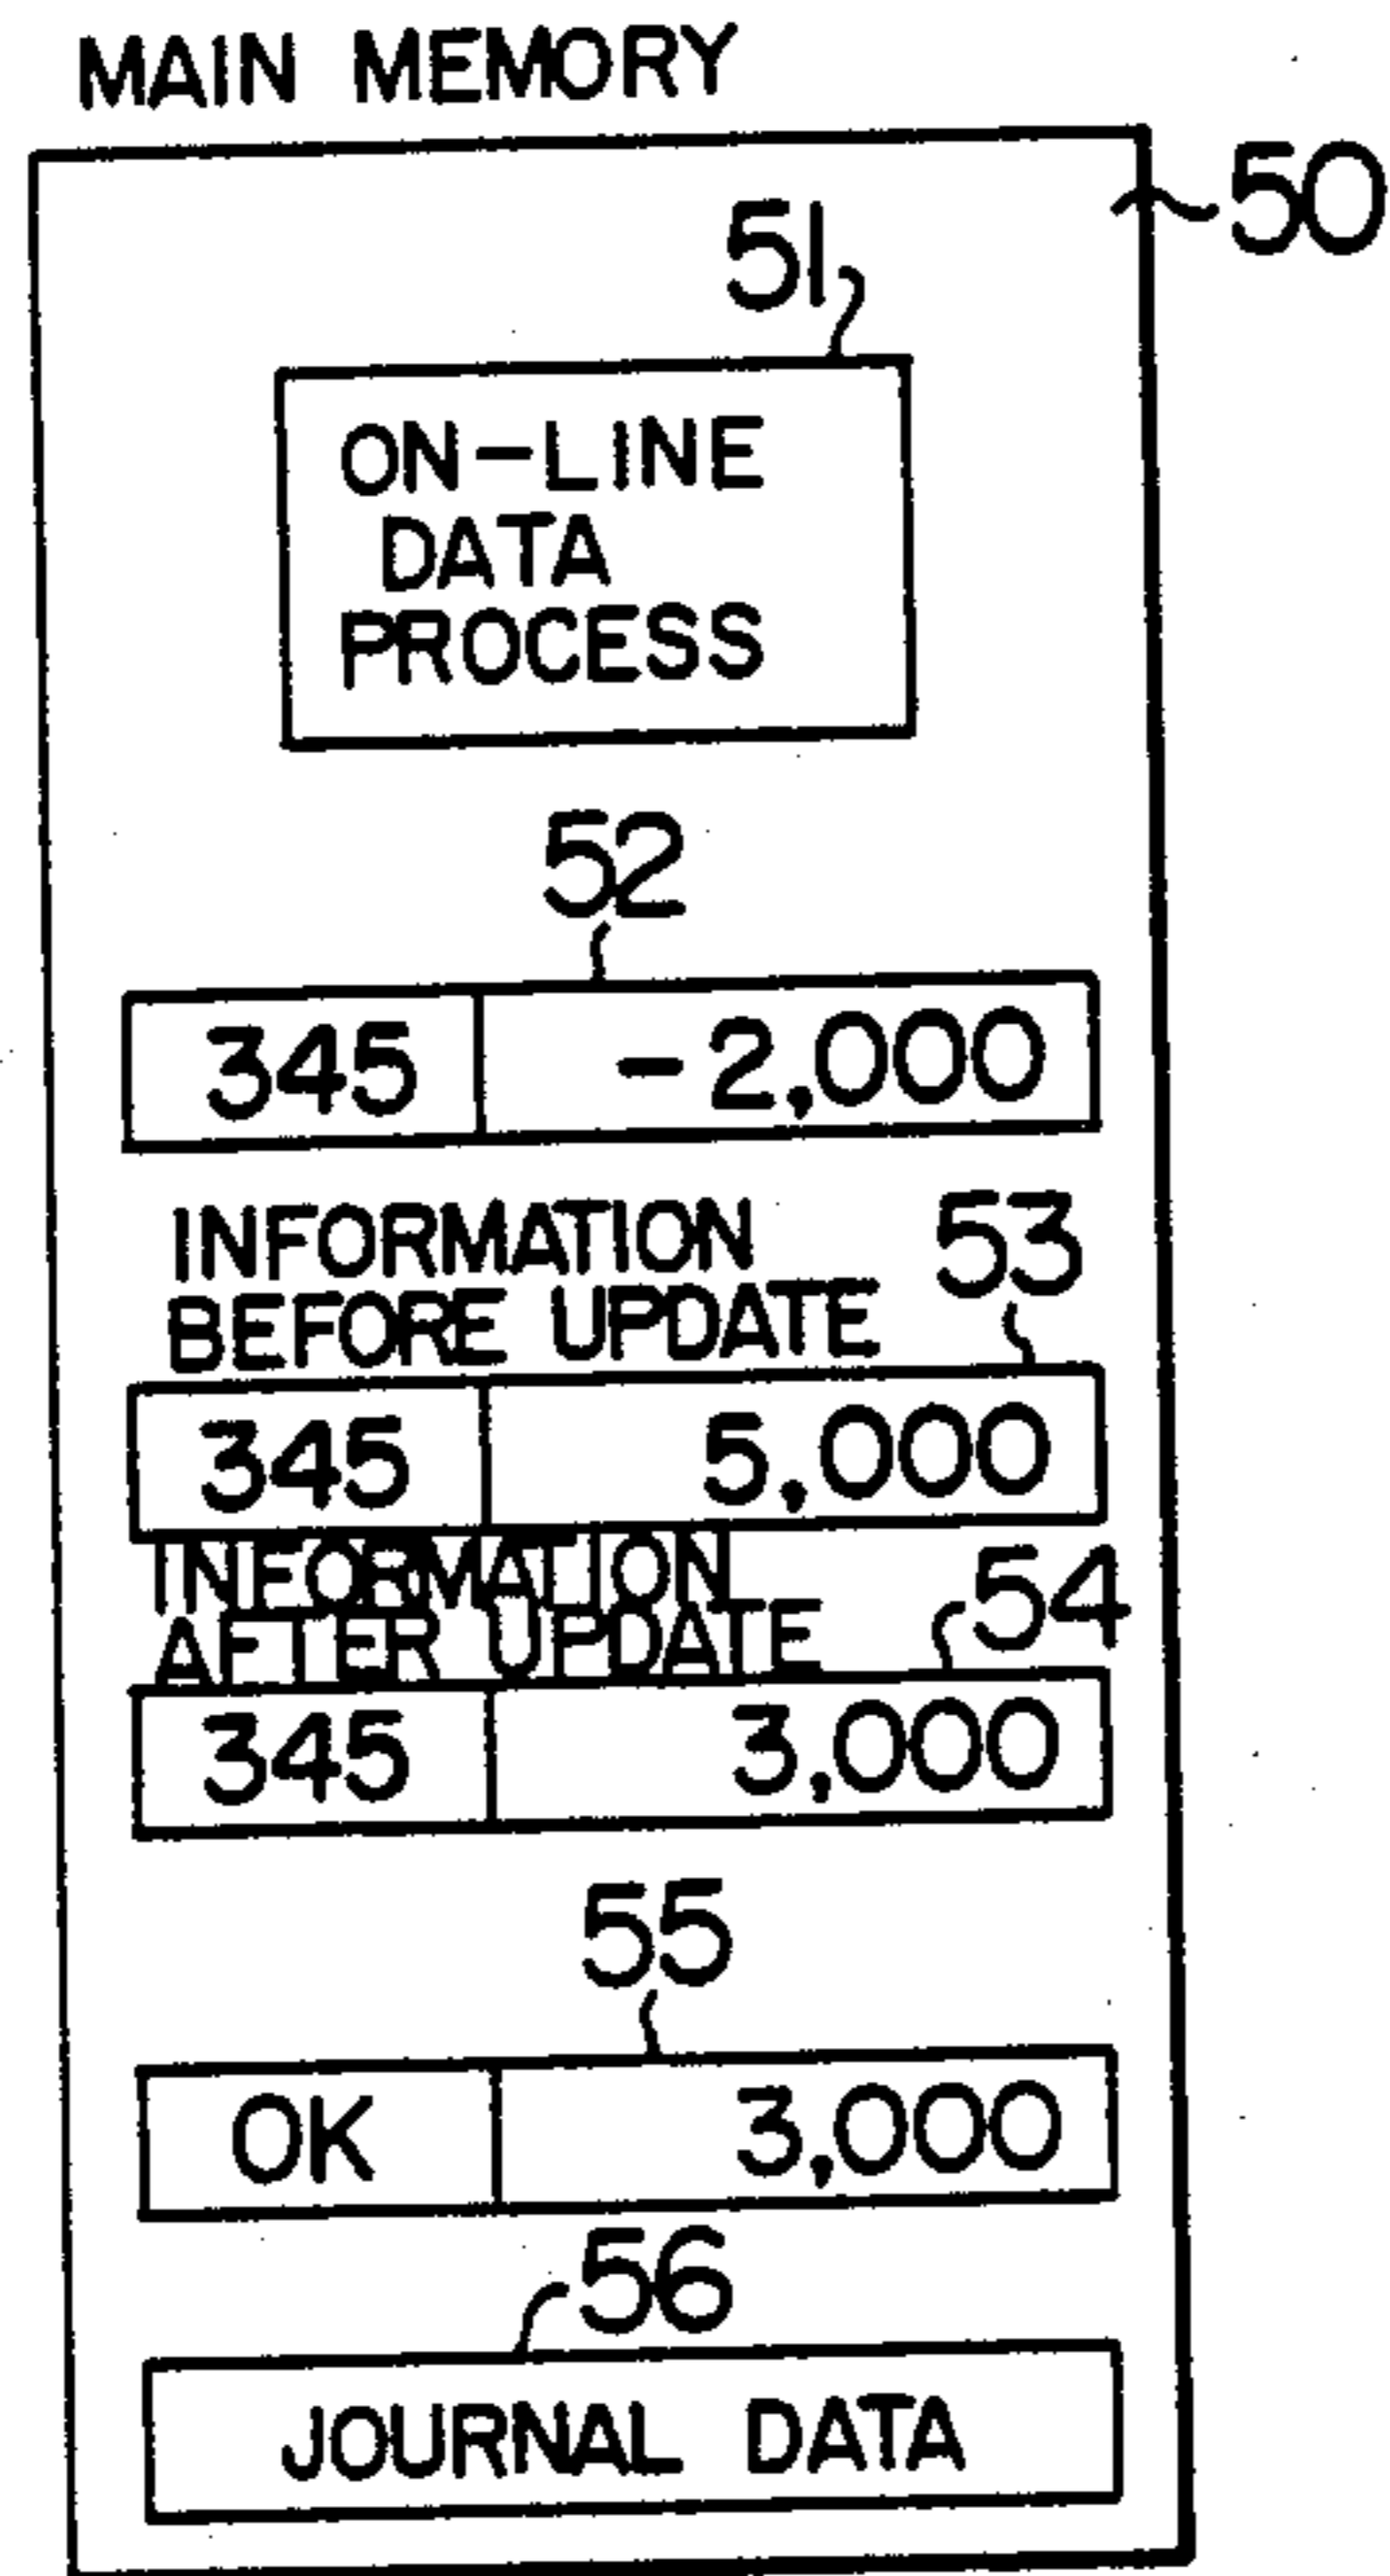 MAIN MEMORY
50
51
ON-LINE
DATA
PROCESS
52
345 -2,000
INFORMATION 53
BEFORE UPDATE
345 5,000
INFORMATION 54
AFTER UPDATE
345 3,000
55
OK 3,000
56
JOURNAL DATA